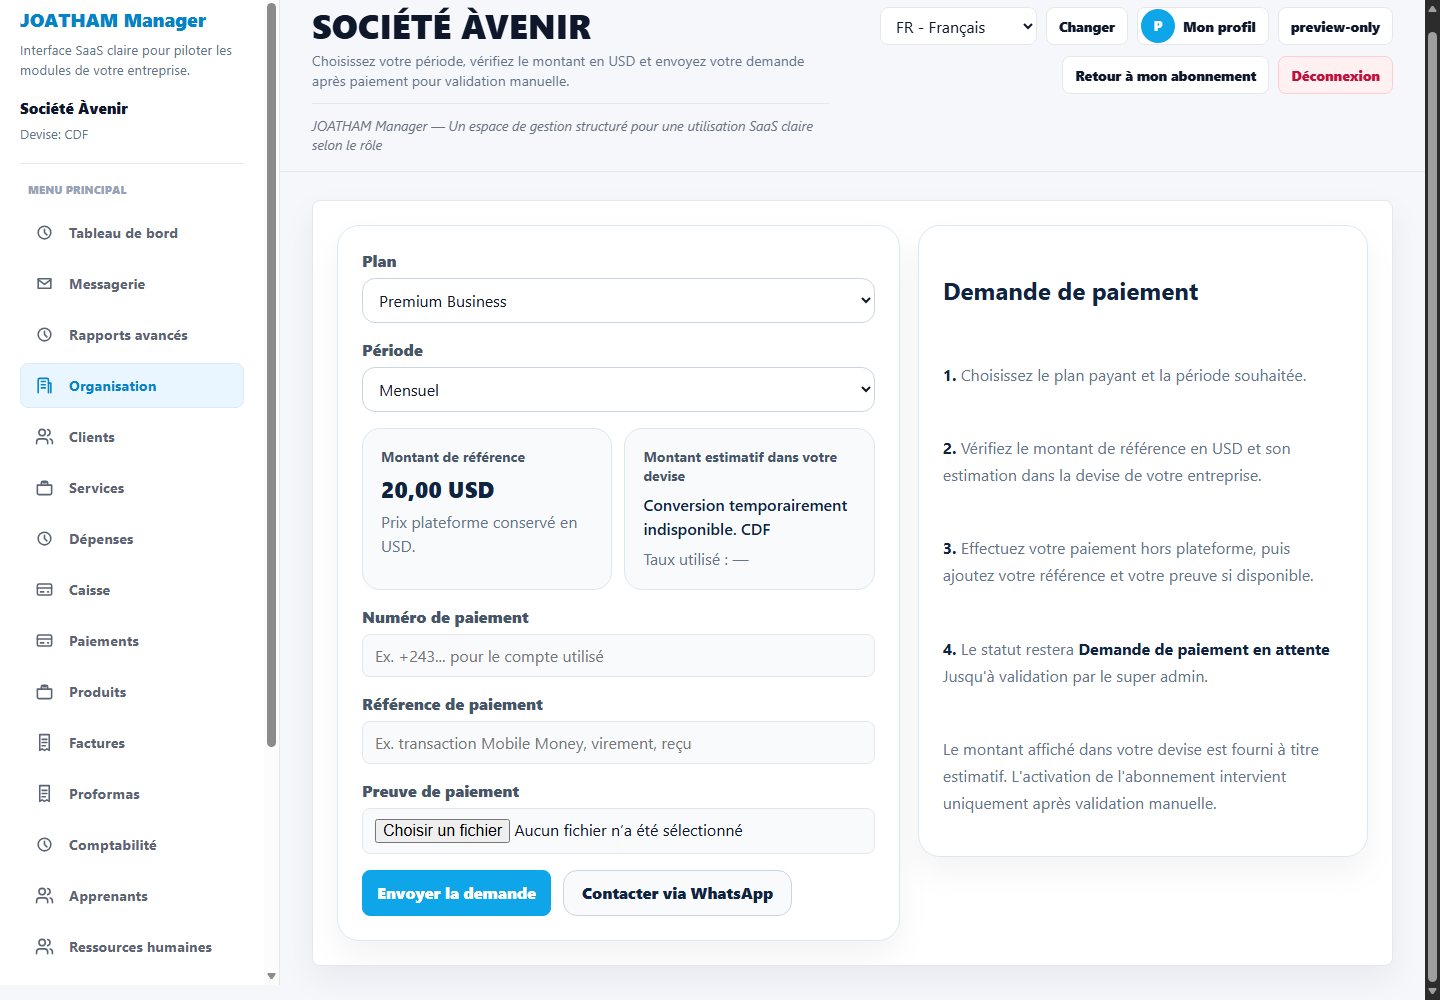 JOATHAM Manager
Interface SaaS claire pour piloter les
modules de votre entreprise.
Société Àvenir
Devise: CDF
MENU PRINCIPAL
Tableau de bord
Messagerie
Rapports avancés
Organisation
Clients
Services
Dépenses
Caisse
Paiements
Produits
Factures
Proformas
Comptabilité
Apprenants
Ressources humaines
SOCIÉTÉ ÀVENIR
Choisissez votre période, vérifiez le montant en USD et envoyez votre demande
après paiement pour validation manuelle.
JOATHAM Manager — Un espace de gestion structuré pour une utilisation SaaS claire
selon le rôle
FR - Français
Changer
P
Mon profil
preview-only
Retour à mon abonnement
Déconnexion
Plan
Premium Business
Période
Mensuel
Montant de référence
20,00 USD
Prix plateforme conservé en
USD.
Montant estimatif dans votre
devise
Conversion temporairement
indisponible. CDF
Taux utilisé : —
Numéro de paiement
Ex. +243... pour le compte utilisé
Référence de paiement
Ex. transaction Mobile Money, virement, reçu
Preuve de paiement
Choisir un fichier Aucun fichier n'a été sélectionné
Envoyer la demande
Contacter via WhatsApp
Demande de paiement
1. Choisissez le plan payant et la période souhaitée.
2. Vérifiez le montant de référence en USD et son
estimation dans la devise de votre entreprise.
3. Effectuez votre paiement hors plateforme, puis
ajoutez votre référence et votre preuve si disponible.
4. Le statut restera Demande de paiement en attente
Jusqu'à validation par le super admin.
Le montant affiché dans votre devise est fourni à titre
estimatif. L'activation de l'abonnement intervient
uniquement après validation manuelle.